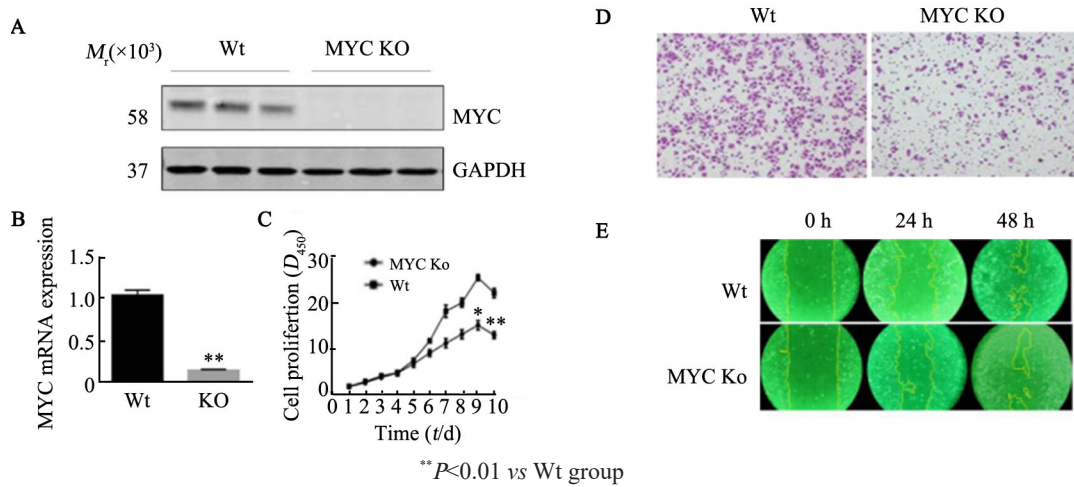 A
Mr(×10³)
Wt
MYC KO
58
MYC
37
GAPDH
B
MYC mRNA expression
1.5
1.0
0.5
0
**
Wt
KO
C
Cell prolifertion (D450)
30
20
10
0
MYC Ko
Wt
*
**
0 1 2 3 4 5 6 7 8 9 10
Time (t/d)
D
Wt
MYC KO
E
0 h
24 h
48 h
Wt
MYC Ko
**P<0.01 vs Wt group